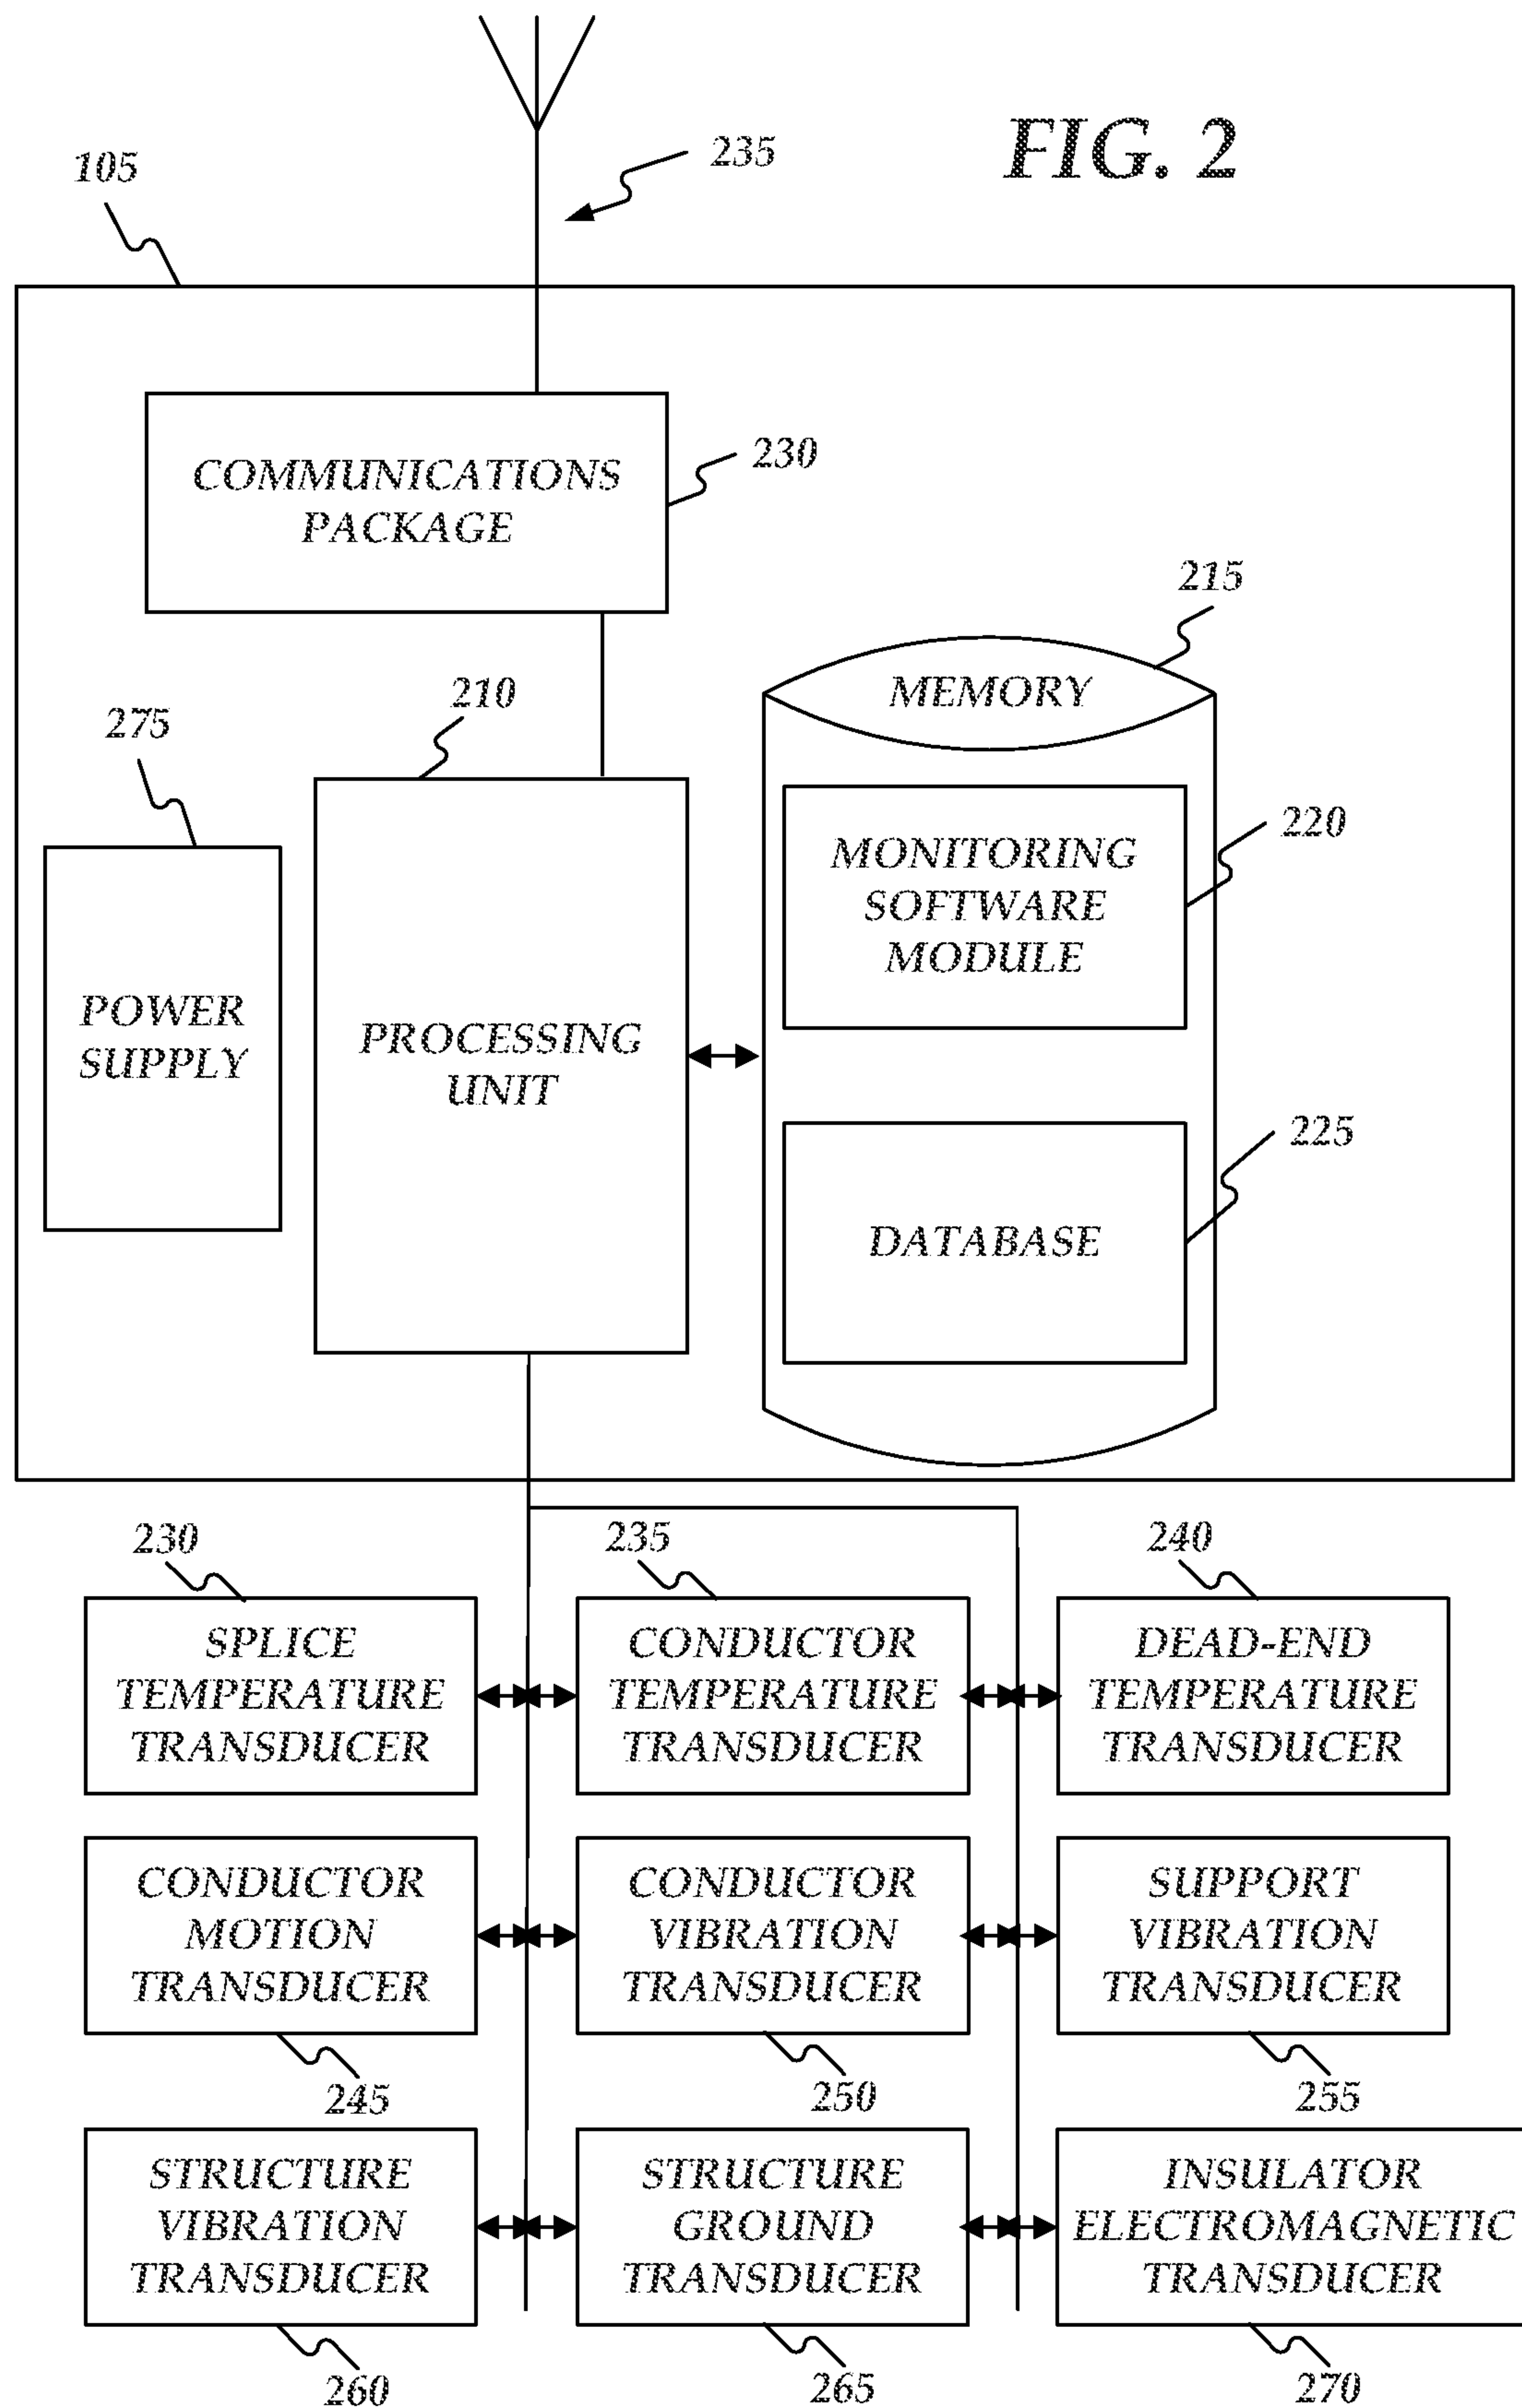 FIG. 2
235
105
COMMUNICATIONS
PACKAGE
230
215
MEMORY
210
275
MONITORING
SOFTWARE
MODULE
220
POWER
SUPPLY
PROCESSING
UNIT
225
DATABASE
230
235
240
SPLICE
TEMPERATURE
TRANSDUCER
CONDUCTOR
TEMPERATURE
TRANSDUCER
DEAD-END
TEMPERATURE
TRANSDUCER
CONDUCTOR
MOTION
TRANSDUCER
CONDUCTOR
VIBRATION
TRANSDUCER
SUPPORT
VIBRATION
TRANSDUCER
245
250
255
STRUCTURE
VIBRATION
TRANSDUCER
STRUCTURE
GROUND
TRANSDUCER
INSULATOR
ELECTROMAGNETIC
TRANSDUCER
260
265
270